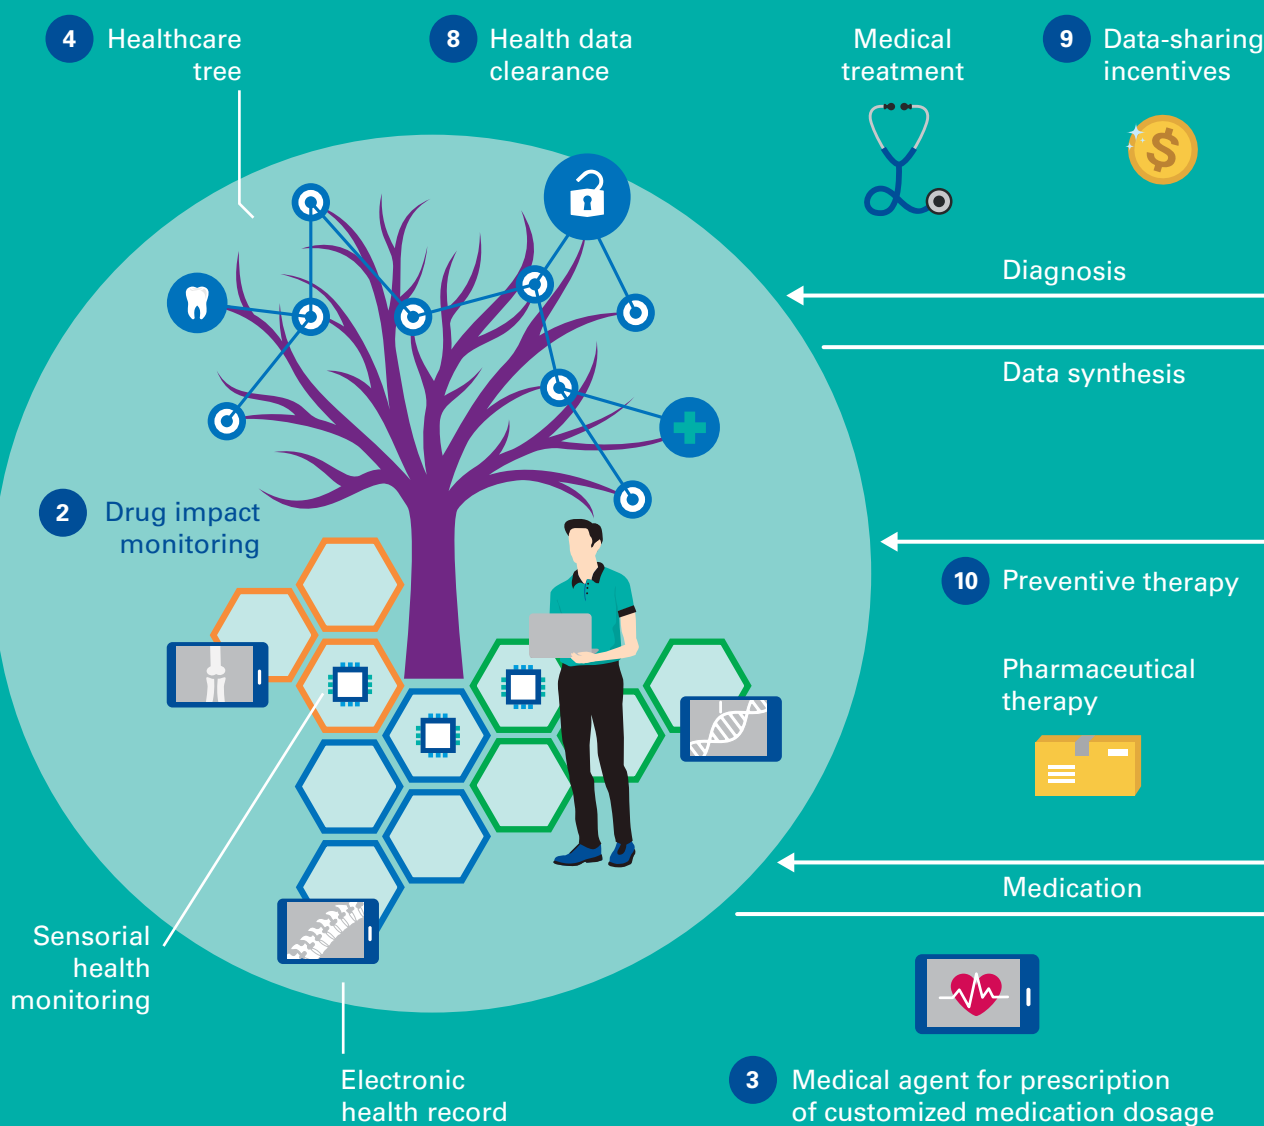 4 Healthcare
tree
8 Health data
clearance
Medical
treatment
9 Data-sharing
incentives
$
Diagnosis
Data synthesis
2 Drug impact
monitoring
10 Preventive therapy
Pharmaceutical
therapy
Medication
Sensorial
health
monitoring
Electronic
health record
3 Medical agent for prescription
of customized medication dosage